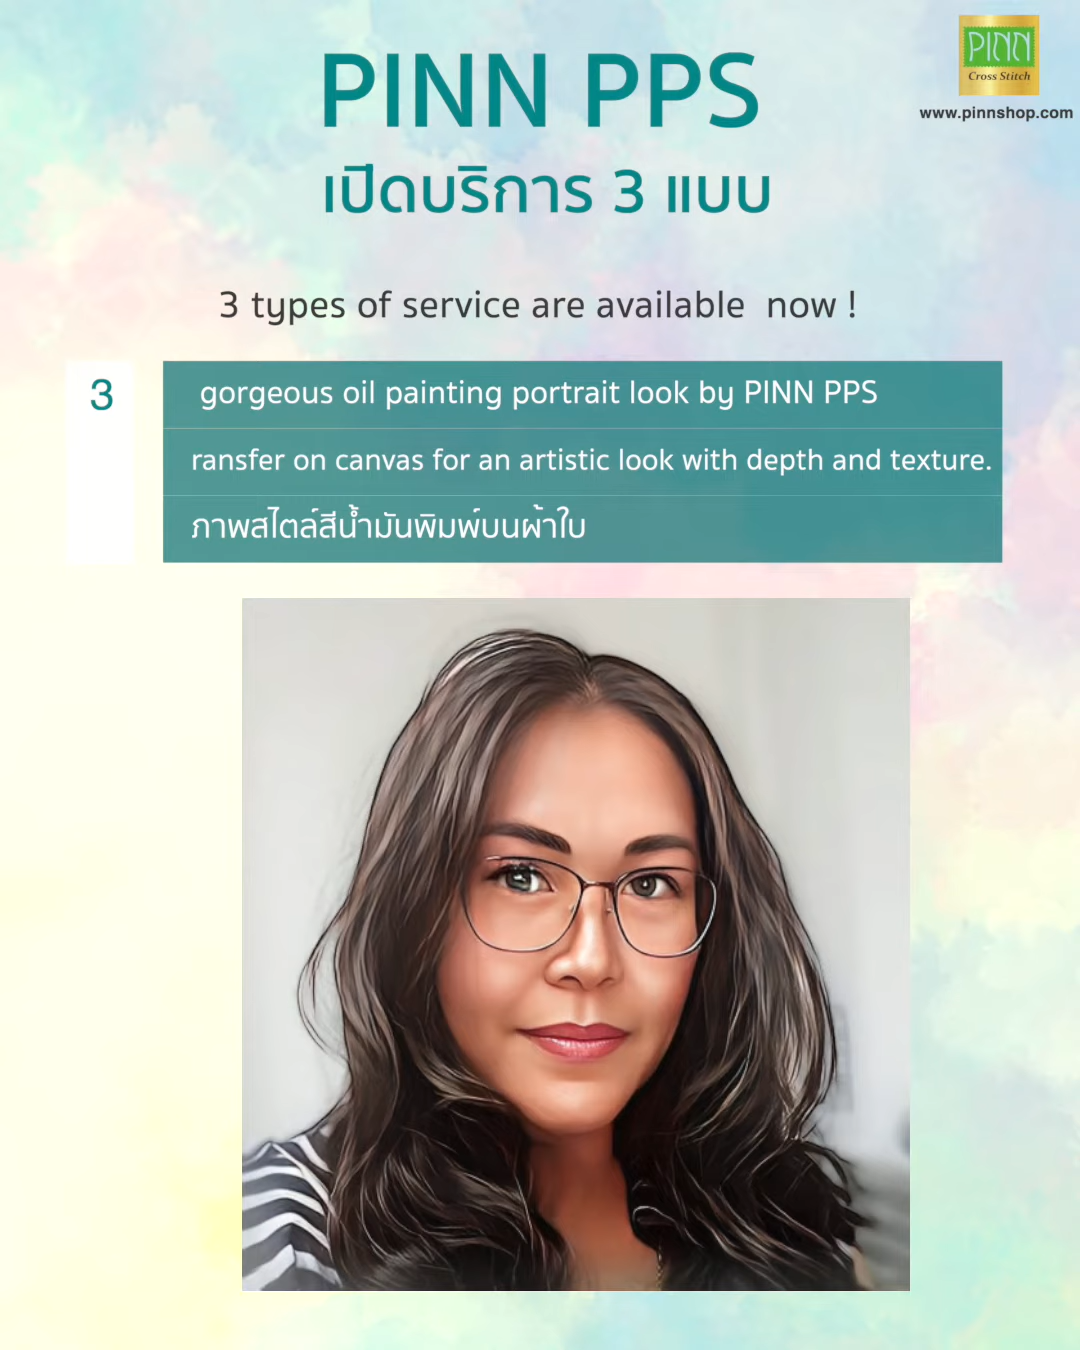 PINN
Cross Stitch
www.pinnshop.com
PINN PPS
เปิดบริการ 3 แบบ
3 types of service are available now !
3
gorgeous oil painting portrait look by PINN PPS
ransfer on canvas for an artistic look with depth and texture.
ภาพสไตล์สีน้ำมันพิมพ์บนผ้าใบ